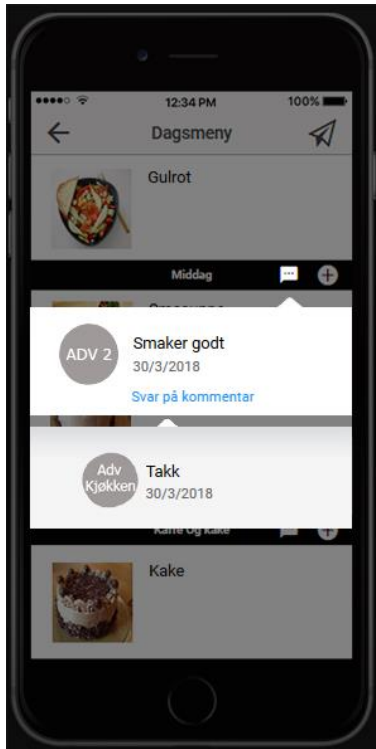 12:34 PM
100%
Dagsmeny
Gulrot
Middag
ADV 2
Smaker godt
30/3/2018
Svar på kommentar
Adv
Kjøkken
Takk
30/3/2018
Kaffe Og kake
Kake